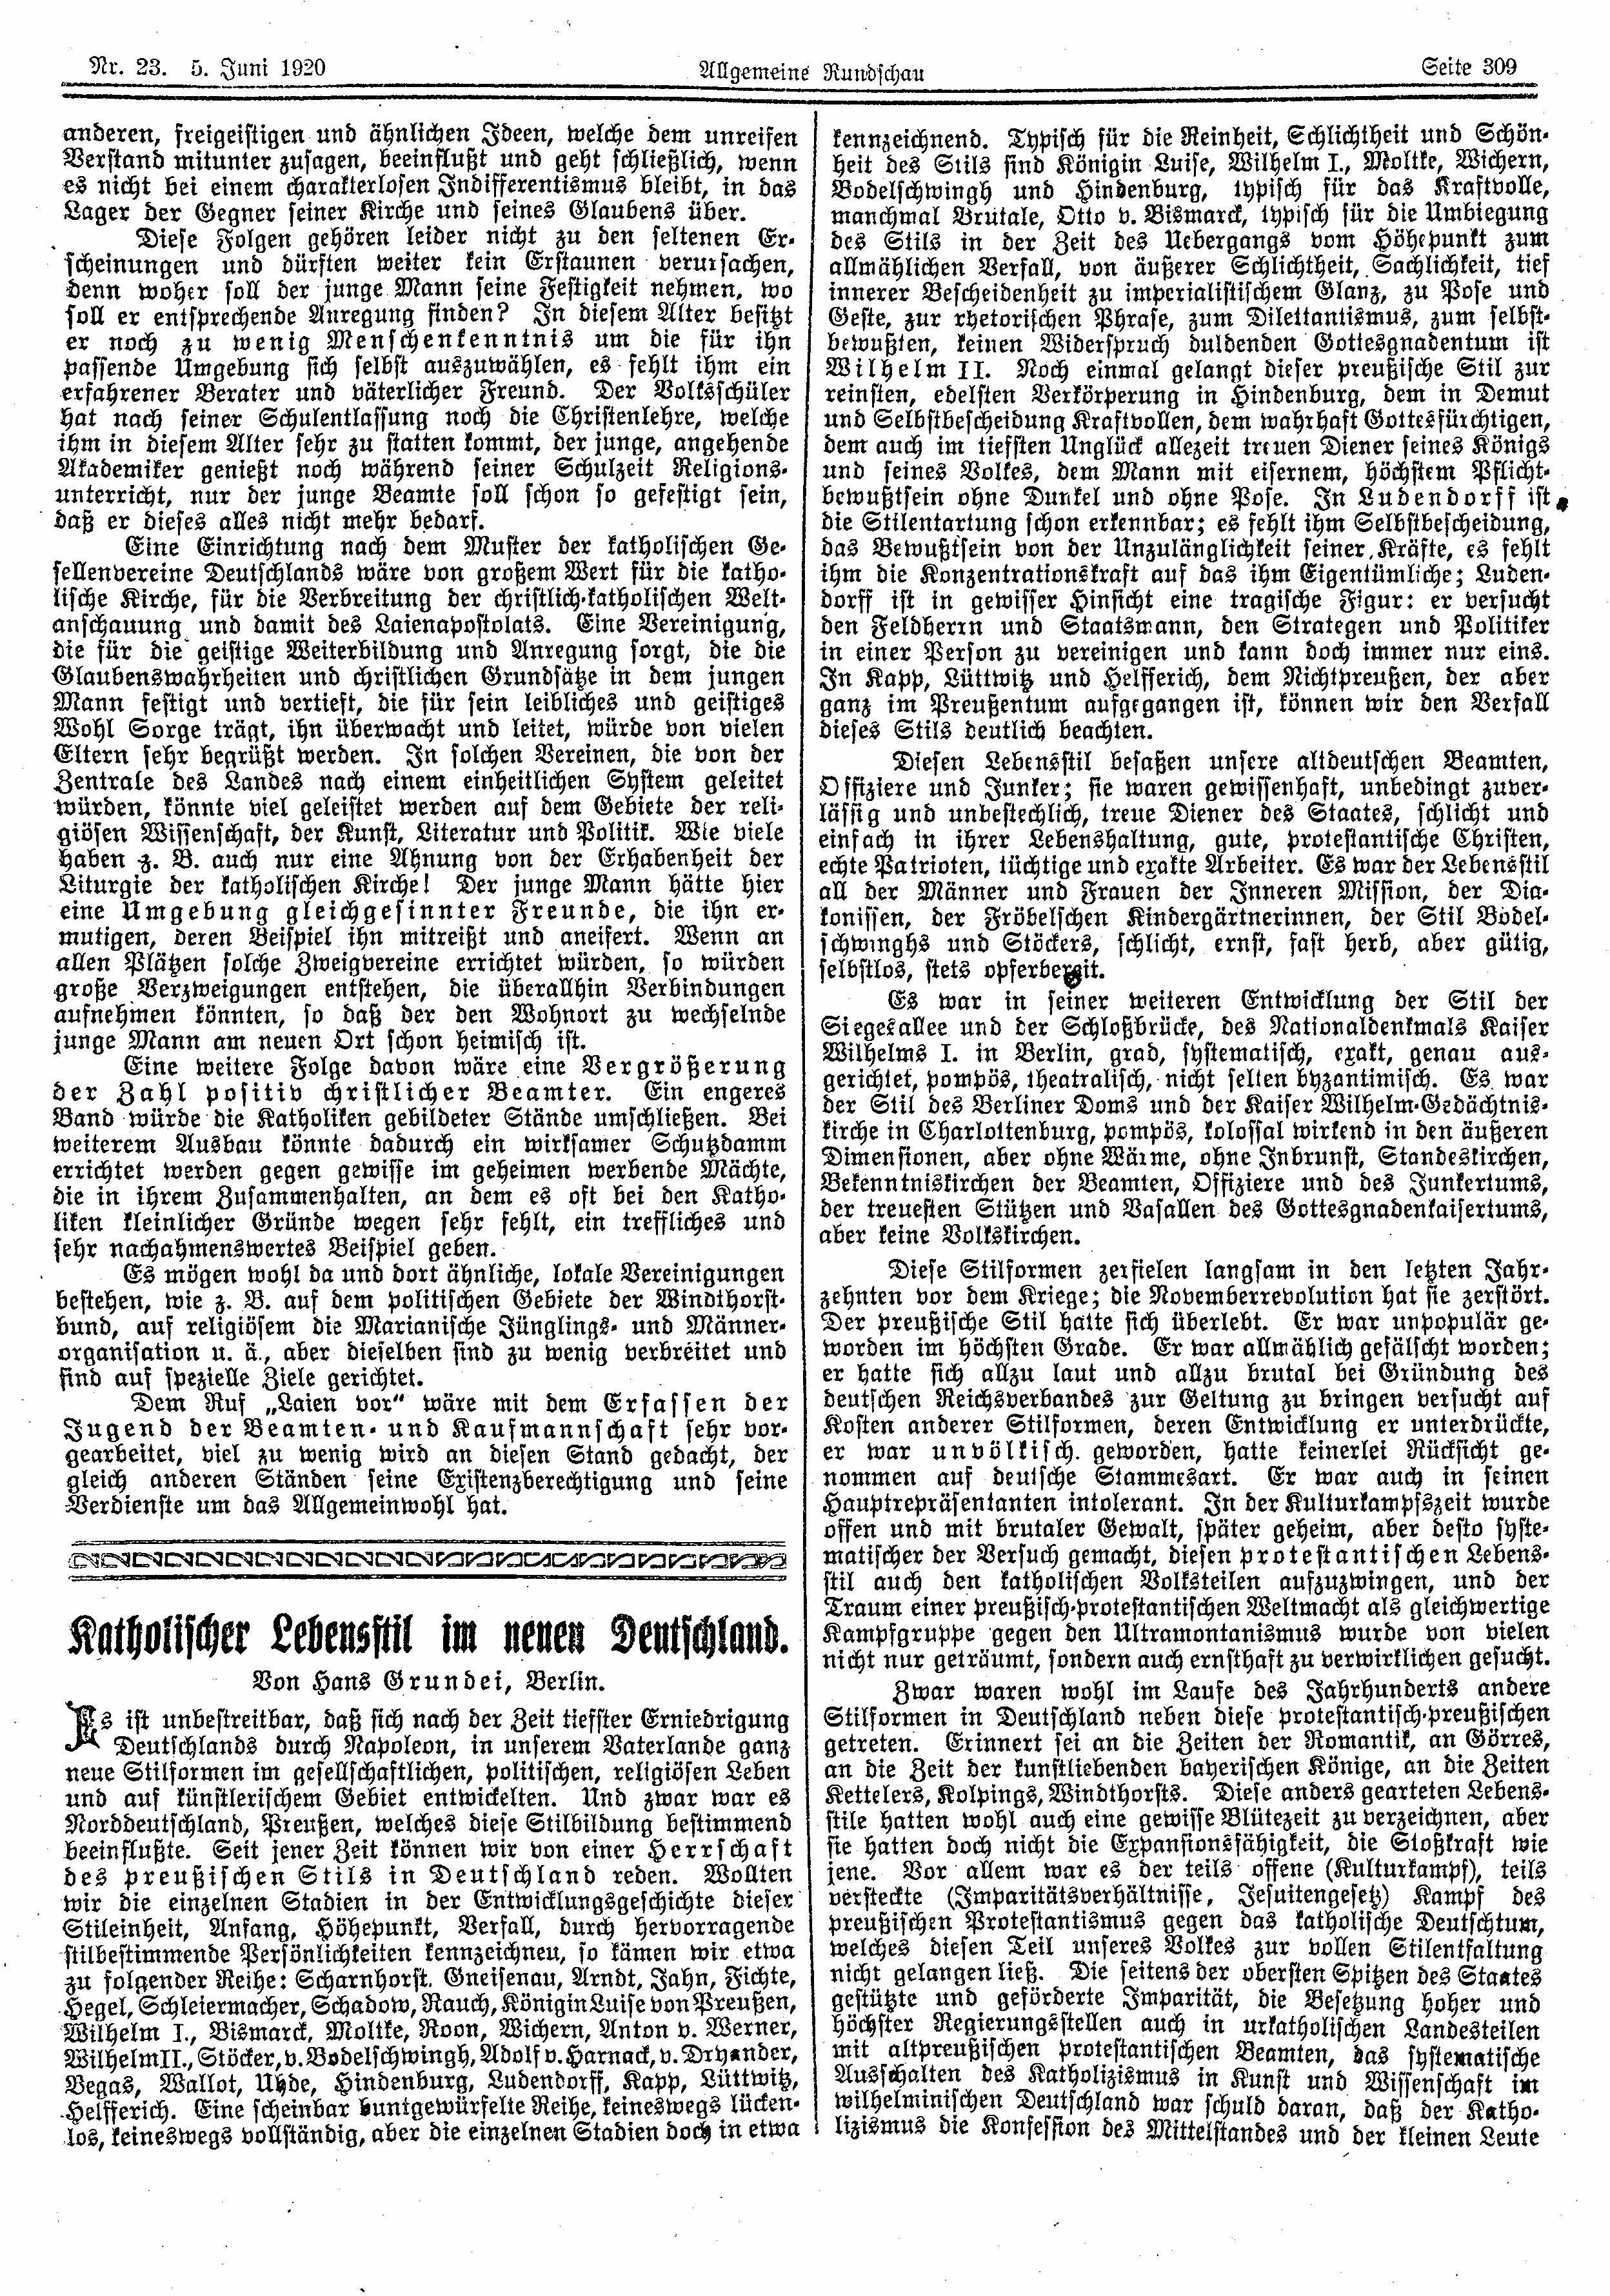 Nr. 23. 5. Juni 1920
Allgemeine Rundschau
Seite 309
anderen, freigeistigen und ähnlichen Ideen, welche dem unreifen
Verstand mitunter zusagen, beeinflußt und geht schließlich, wenn
es nicht bei einem charakterlosen Indifferentismus bleibt, in das
Lager der Gegner seiner Kirche und seines Glaubens über.
Diese Folgen gehören leider nicht zu den seltenen Er-
scheinungen und dürften weiter kein Erstaunen verursachen,
denn woher soll der junge Mann seine Festigkeit nehmen, wo
soll er entsprechende Anregung finden? In diesem Alter besitzt
er noch zu wenig Menschenkenntnis um die für ihn
passende Umgebung sich selbst auszuwählen, es fehlt ihm ein
erfahrener Berater und väterlicher Freund. Der Volksschüler
hat nach seiner Schulentlassung noch die Christenlehre, welche
ihm in diesem Alter sehr zu statten kommt, der junge, angehende
Akademiker genießt noch während seiner Schulzeit Religions-
unterricht, nur der junge Beamte soll schon so gefestigt sein,
daß er dieses alles nicht mehr bedarf.
Eine Einrichtung nach dem Muster der katholischen Ge-
sellenvereine Deutschlands wäre von großem Wert für die katho-
lische Kirche, für die Verbreitung der christlich-katholischen Welt-
anschauung und damit des Laienapostolats. Eine Vereinigung,
die für die geistige Weiterbildung und Anregung sorgt, die die
Glaubenswahrheiten und christlichen Grundsätze in dem jungen
Mann festigt und vertieft, die für sein leibliches und geistiges
Wohl Sorge trägt, ihn überwacht und leitet, würde von vielen
Eltern sehr begrüßt werden. In solchen Vereinen, die von der
Zentrale des Landes nach einem einheitlichen System geleitet
würden, könnte viel geleistet werden auf dem Gebiete der reli-
giösen Wissenschaft, der Kunst, Literatur und Politik. Wie viele
haben z. B. auch nur eine Ahnung von der Erhabenheit der
Liturgie der katholischen Kirche! Der junge Mann hätte hier
eine Umgebung gleichgesinnter Freunde, die ihn er-
mutigen, deren Beispiel ihn mitreißt und aneifert. Wenn an
allen Plätzen solche Zweigvereine errichtet würden, so würden
große Verzweigungen entstehen, die überallhin Verbindungen
aufnehmen könnten, so daß der den Wohnort zu wechselnde
junge Mann am neuen Ort schon heimisch ist.
Eine weitere Folge davon wäre eine Vergrößerung
der Zahl positiv christlicher Beamter. Ein engeres
Band würde die Katholiken gebildeter Stände umschließen. Bei
weiterem Ausbau könnte dadurch ein wirksamer Schutzdamm
errichtet werden gegen gewisse im geheimen werbende Mächte,
die in ihrem Zusammenhalten, an dem es oft bei den Katho-
liken kleinlicher Gründe wegen sehr fehlt, ein treffliches und
sehr nachahmenswertes Beispiel geben.
Es mögen wohl da und dort ähnliche, lokale Vereinigungen
bestehen, wie z. B. auf dem politischen Gebiete der Windthorst-
bund, auf religiösem die Marianische Jünglings- und Männer-
organisation u. ä., aber dieselben sind zu wenig verbreitet und
sind auf spezielle Ziele gerichtet.
Dem Ruf „Laien vor“ wäre mit dem Erfassen der
Jugend der Beamten- und Kaufmannschaft sehr vor-
gearbeitet, viel zu wenig wird an diesen Stand gedacht, der
gleich anderen Ständen seine Existenzberechtigung und seine
Verdienste um das Allgemeinwohl hat.
Katholischer Lebensstil im neuen Deutschland.
Von Hans Grundei, Berlin.
Es ist unbestreitbar, daß sich nach der Zeit tiefster Erniedrigung
Deutschlands durch Napoleon, in unserem Vaterlande ganz
neue Stilformen im gesellschaftlichen, politischen, religiösen Leben
und auf künstlerischem Gebiet entwickelten. Und zwar war es
Norddeutschland, Preußen, welches diese Stilbildung bestimmend
beeinflußte. Seit jener Zeit können wir von einer Herrschaft
des preußischen Stils in Deutschland reden. Wollten
wir die einzelnen Stadien in der Entwicklungsgeschichte dieser
Stileinheit, Anfang, Höhepunkt, Verfall, durch hervorragende
stilbestimmende Persönlichkeiten kennzeichneu, so kämen wir etwa
zu folgender Reihe: Scharnhorst. Gneisenau, Arndt, Jahn, Fichte,
Hegel, Schleiermacher, Schadow, Rauch, Königin Luise von Preußen,
Wilhelm I., Bismarck, Moltke, Roon, Wichern, Anton v. Werner,
Wilhelm II., Stöcker, v. Bodelschwingh, Adolf v. Harnack, v. Dryander,
Begas, Wallot, Uhde, Hindenburg, Ludendorff, Kapp, Lüttwitz,
Helfferich. Eine scheinbar buntgewürfelte Reihe, keineswegs lücken-
los, keineswegs vollständig, aber die einzelnen Stadien doch in etwa
kennzeichnend. Typisch für die Reinheit, Schlichtheit und Schön-
heit des Stils sind Königin Luise, Wilhelm I., Moltke, Wichern,
Bodelschwingh und Hindenburg, typisch für das Kraftvolle,
manchmal Brutale, Otto v. Bismarck, typisch für die Umbiegung
des Stils in der Zeit des Uebergangs vom Höhepunkt zum
allmählichen Verfall, von äußerer Schlichtheit, Sachlichkeit, tief
innerer Bescheidenheit zu imperialistischem Glanz, zu Pose und
Geste, zur rhetorischen Phrase, zum Dilettantismus, zum selbst-
bewußten, keinen Widerspruch duldenden Gottesgnadentum ist
Wilhelm II. Noch einmal gelangt dieser preußische Stil zur
reinsten, edelsten Verkörperung in Hindenburg, dem in Demut
und Selbstbescheidung Kraftvollen, dem wahrhaft Gottesfürchtigen,
dem auch im tiefsten Unglück allezeit treuen Diener seines Königs
und seines Volkes, dem Mann mit eisernem, höchstem Pflicht-
bewußtsein ohne Dunkel und ohne Pose. In Ludendorff ist
die Stilentartung schon erkennbar; es fehlt ihm Selbstbescheidung,
das Bewußtsein von der Unzulänglichkeit seiner Kräfte, es fehlt
ihm die Konzentrationskraft auf das ihm Eigentümliche; Luden-
dorff ist in gewisser Hinsicht eine tragische Figur: er versucht
den Feldherrn und Staatsmann, den Strategen und Politiker
in einer Person zu vereinigen und kann doch immer nur eins.
In Kapp, Lüttwitz und Helfferich, dem Nichtpreußen, der aber
ganz im Preußentum aufgegangen ist, können wir den Verfall
dieses Stils deutlich beachten.
Diesen Lebensstil besaßen unsere altdeutschen Beamten,
Offiziere und Junker; sie waren gewissenhaft, unbedingt zuver-
lässig und unbestechlich, treue Diener des Staates, schlicht und
einfach in ihrer Lebenshaltung, gute, protestantische Christen,
echte Patrioten, tüchtige und exakte Arbeiter. Es war der Lebensstil
all der Männer und Frauen der Inneren Mission, der Dia-
konissen, der Fröbelschen Kindergärtnerinnen, der Stil Bodel-
schwinghs und Stöckers, schlicht, ernst, fast herb, aber gütig,
selbstlos, stets opferbereit.
Es war in seiner weiteren Entwicklung der Stil der
Siegesallee und der Schloßbrücke, des Nationaldenkmals Kaiser
Wilhelms I. in Berlin, grad, systematisch, exakt, genau aus-
gerichtet, pompös, theatralisch, nicht selten byzantimisch. Es war
der Stil des Berliner Doms und der Kaiser Wilhelm-Gedächtnis-
kirche in Charlottenburg, pompös, kolossal wirkend in den äußeren
Dimensionen, aber ohne Wärme, ohne Inbrunst, Standeskirchen,
Bekenntniskirchen der Beamten, Offiziere und des Junkertums,
der treuesten Stützen und Vasallen des Gottesgnadenkaisertums,
aber keine Volkskirchen.
Diese Stilformen zerfielen langsam in den letzten Jahr-
zehnten vor dem Kriege; die Novemberrevolution hat sie zerstört.
Der preußische Stil hatte sich überlebt. Er war unpopulär ge-
worden im höchsten Grade. Er war allmählich gefälscht worden;
er hatte sich allzu laut und allzu brutal bei Gründung des
deutschen Reichsverbandes zur Geltung zu bringen versucht auf
Kosten anderer Stilformen, deren Entwicklung er unterdrückte,
er war unvölkisch geworden, hatte keinerlei Rücksicht ge-
nommen auf deutsche Stammesart. Er war auch in seinen
Hauptrepräsentanten intolerant. In der Kulturkampfszeit wurde
offen und mit brutaler Gewalt, später geheim, aber desto syste-
matischer der Versuch gemacht, diesen protestantischen Lebens-
stil auch den katholischen Volksteilen aufzuzwingen, und der
Traum einer preußisch-protestantischen Weltmacht als gleichwertige
Kampfgruppe gegen den Ultramontanismus wurde von vielen
nicht nur geträumt, sondern auch ernsthaft zu verwirklichen gesucht.
Zwar waren wohl im Laufe des Jahrhunderts andere
Stilformen in Deutschland neben diese protestantisch-preußischen
getreten. Erinnert sei an die Zeiten der Romantik, an Görres,
an die Zeit der kunstliebenden bayerischen Könige, an die Zeiten
Kettelers, Kolpings, Windthorsts. Diese anders gearteten Lebens-
stile hatten wohl auch eine gewisse Blütezeit zu verzeichnen, aber
sie hatten doch nicht die Expansionsfähigkeit, die Stoßkraft wie
jene. Vor allem war es der teils offene (Kulturkampf), teils
versteckte (Imparitätsverhältnisse, Jesuitengesetz) Kampf des
preußischen Protestantismus gegen das katholische Deutschtum,
welches diesen Teil unseres Volkes zur vollen Stilentfaltung
nicht gelangen ließ. Die seitens der obersten Spitzen des Staates
gestützte und geförderte Imparität, die Besetzung hoher und
höchster Regierungsstellen auch in urkatholischen Landesteilen
mit altpreußischen protestantischen Beamten, das systematische
Ausschalten des Katholizismus in Kunst und Wissenschaft im
wilhelminischen Deutschland war schuld daran, daß der Katho-
lizismus die Konfession des Mittelstandes und der kleinen Leute